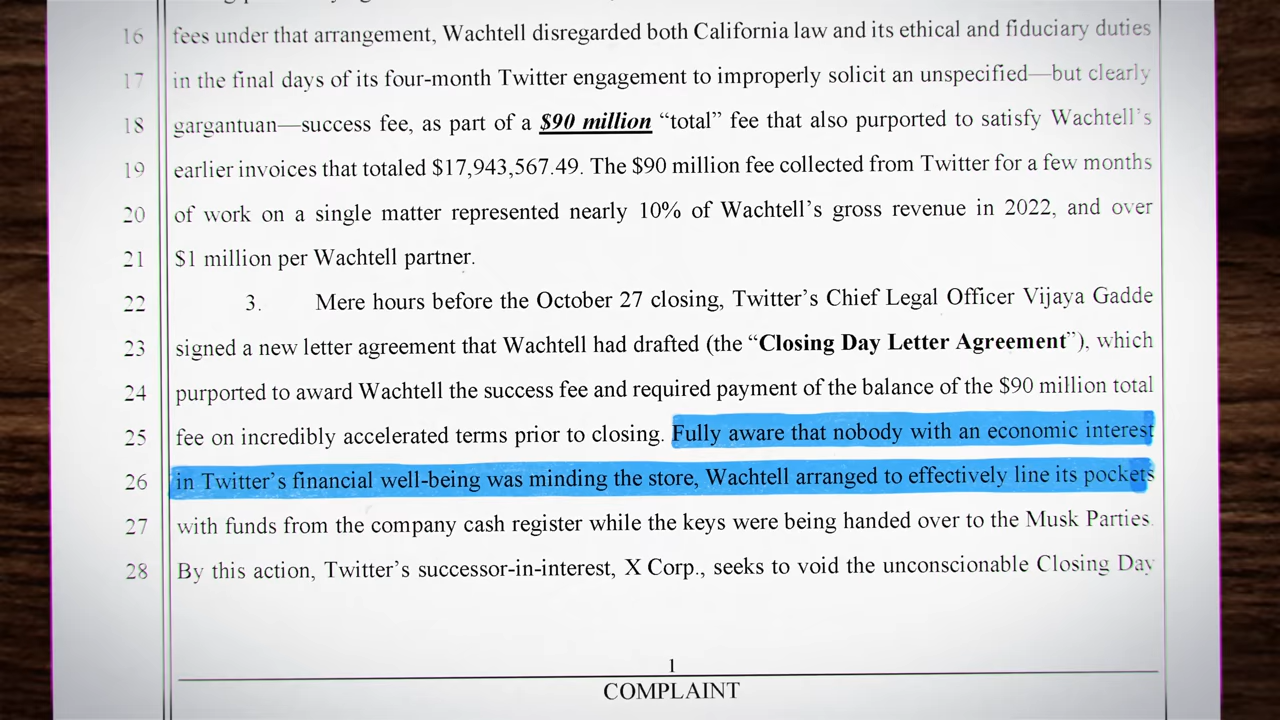 16 fees under that arrangement, Wachtell disregarded both California law and its ethical and fiduciary duties
17 in the final days of its four-month Twitter engagement to improperly solicit an unspecified—but clearly
18 gargantuan—success fee, as part of a $90 million “total” fee that also purported to satisfy Wachtell’s
19 earlier invoices that totaled $17,943,567.49. The $90 million fee collected from Twitter for a few months
20 of work on a single matter represented nearly 10% of Wachtell’s gross revenue in 2022, and over
21 $1 million per Wachtell partner.
22 3. Mere hours before the October 27 closing, Twitter’s Chief Legal Officer Vijaya Gadde
23 signed a new letter agreement that Wachtell had drafted (the “Closing Day Letter Agreement”), which
24 purported to award Wachtell the success fee and required payment of the balance of the $90 million total
25 fee on incredibly accelerated terms prior to closing. Fully aware that nobody with an economic interest
26 in Twitter’s financial well-being was minding the store, Wachtell arranged to effectively line its pockets
27 with funds from the company cash register while the keys were being handed over to the Musk Parties.
28 By this action, Twitter’s successor-in-interest, X Corp., seeks to void the unconscionable Closing Day
1
COMPLAINT